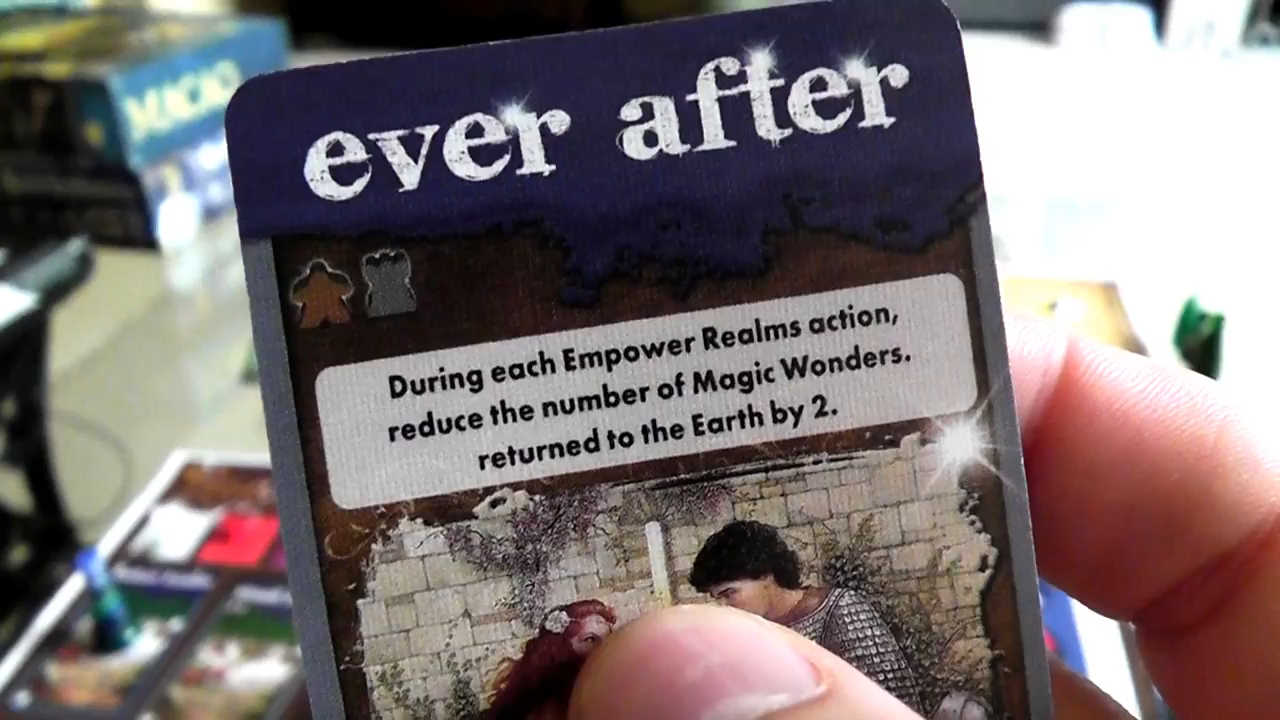 MACAO
ever after
During each Empower Realms action,
reduce the number of Magic Wonders.
returned to the Earth by 2.